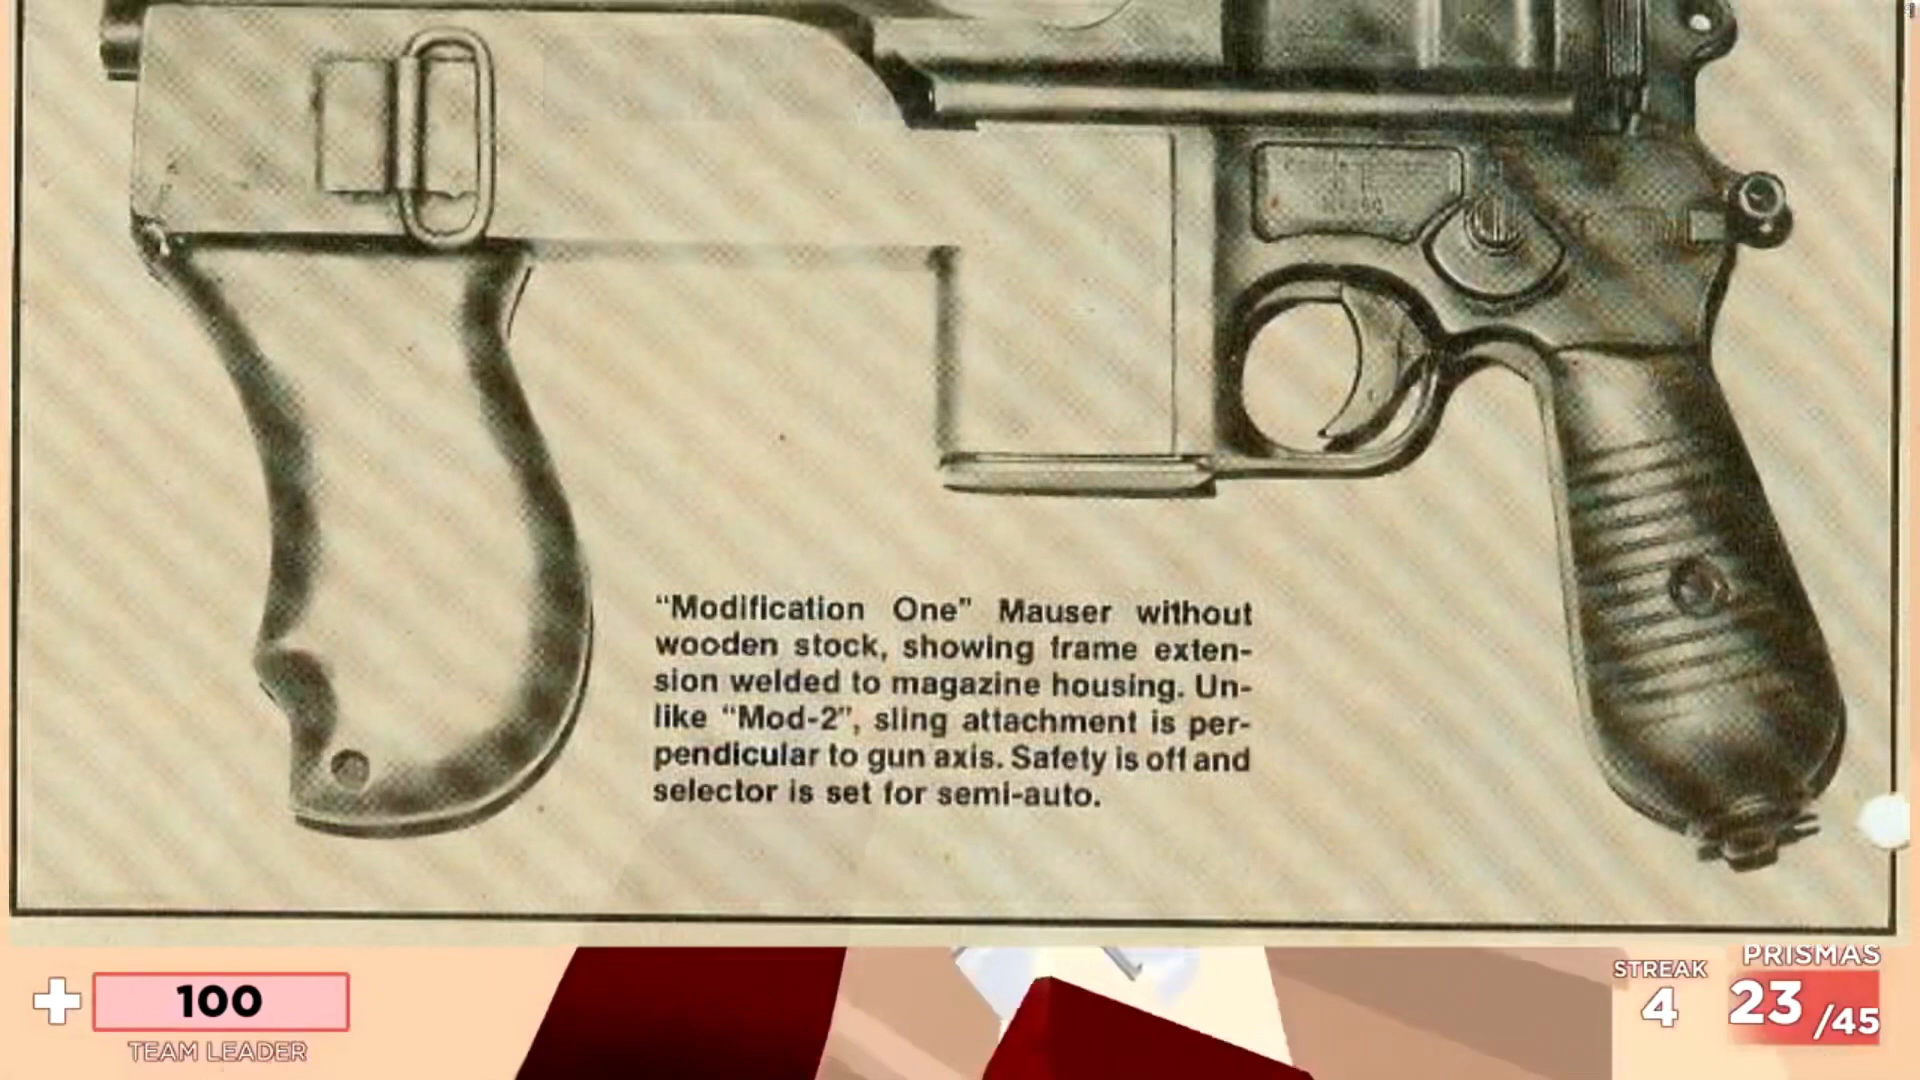 “Modification One” Mauser without
wooden stock, showing frame exten-
sion welded to magazine housing. Un-
like “Mod-2”, sling attachment is per-
pendicular to gun axis. Safety is off and
selector is set for semi-auto.
100
TEAM LEADER
STREAK
4
PRISMAS
23/45